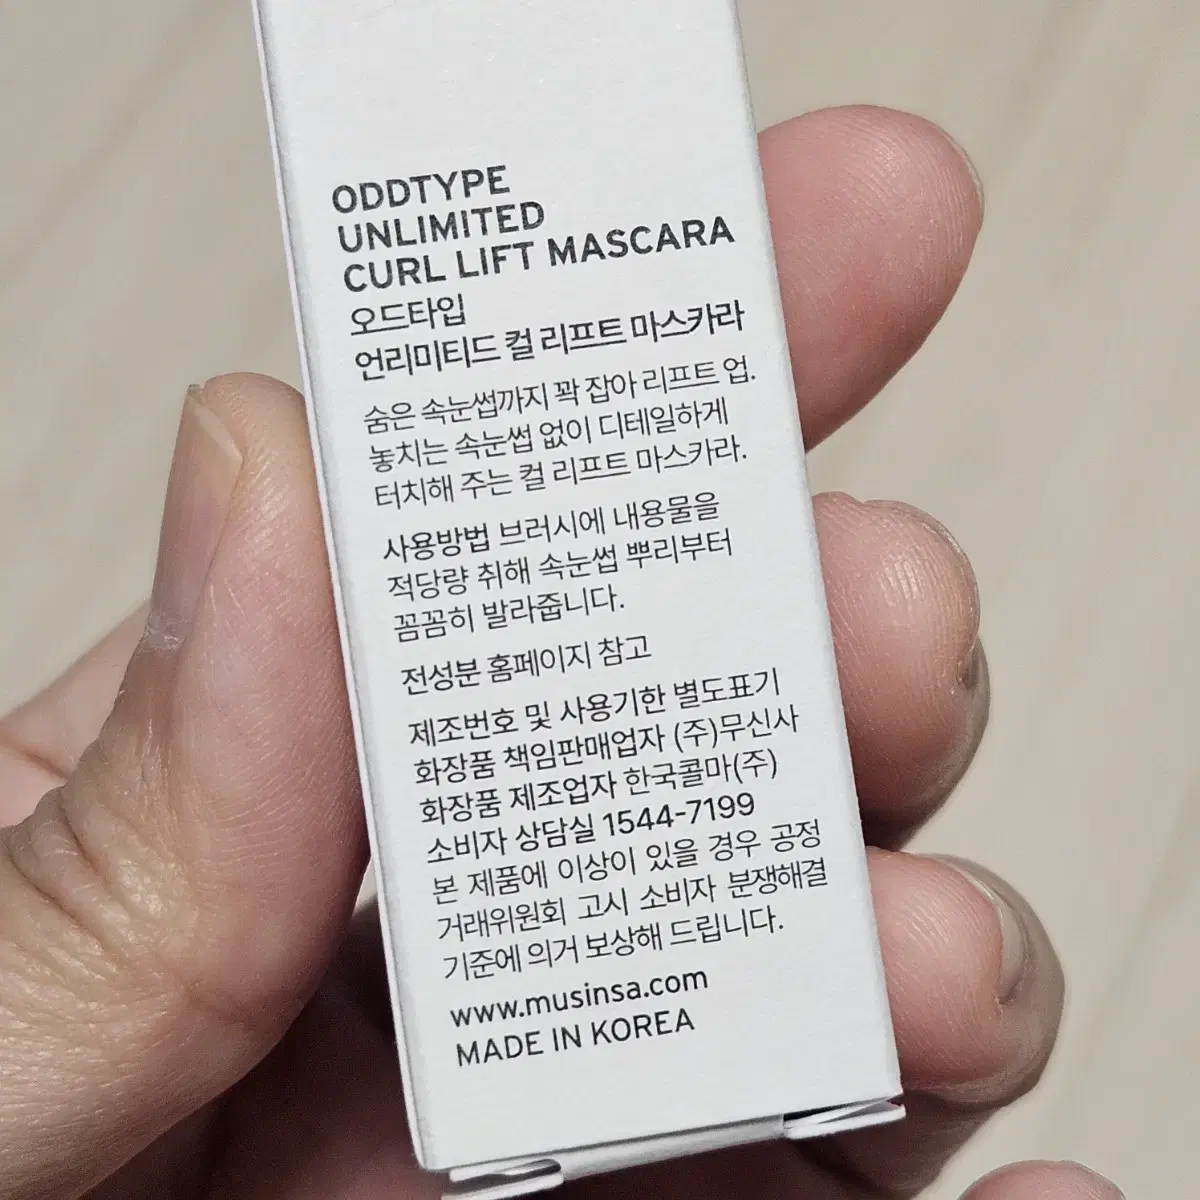 ODDTYPE
UNLIMITED
CURL LIFT MASCARA
오드타입
언리미티드 컬 리프트 마스카라
숨은 속눈썹까지 꽉 잡아 리프트 업.
놓치는 속눈썹 없이 디테일하게
터치해 주는 컬 리프트 마스카라.
사용방법 브러시에 내용물을
적당량 취해 속눈썹 뿌리부터
꼼꼼히 발라줍니다.
전성분 홈페이지 참고
제조번호 및 사용기한 별도표기
화장품 책임판매업자 (주)무신사
화장품 제조업자 한국콜마(주)
소비자 상담실 1544-7199
본 제품에 이상이 있을 경우 공정
거래위원회 고시 소비자 분쟁해결
기준에 의거 보상해 드립니다.
www.musinsa.com
MADE IN KOREA